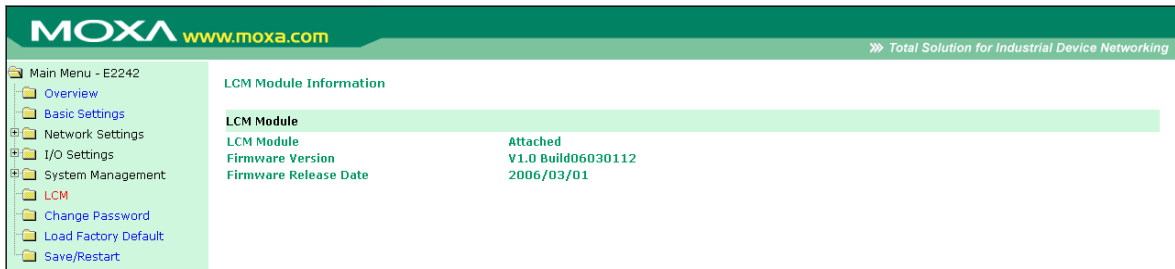 MOXA www.moxa.com
Total Solution for Industrial Device Networking
Main Menu - E2242
Overview
Basic Settings
Network Settings
I/O Settings
System Management
LCM
Change Password
Load Factory Default
Save/Restart
LCM Module Information
LCM Module
LCM Module Attached
Firmware Version V1.0 Build06030112
Firmware Release Date 2006/03/01